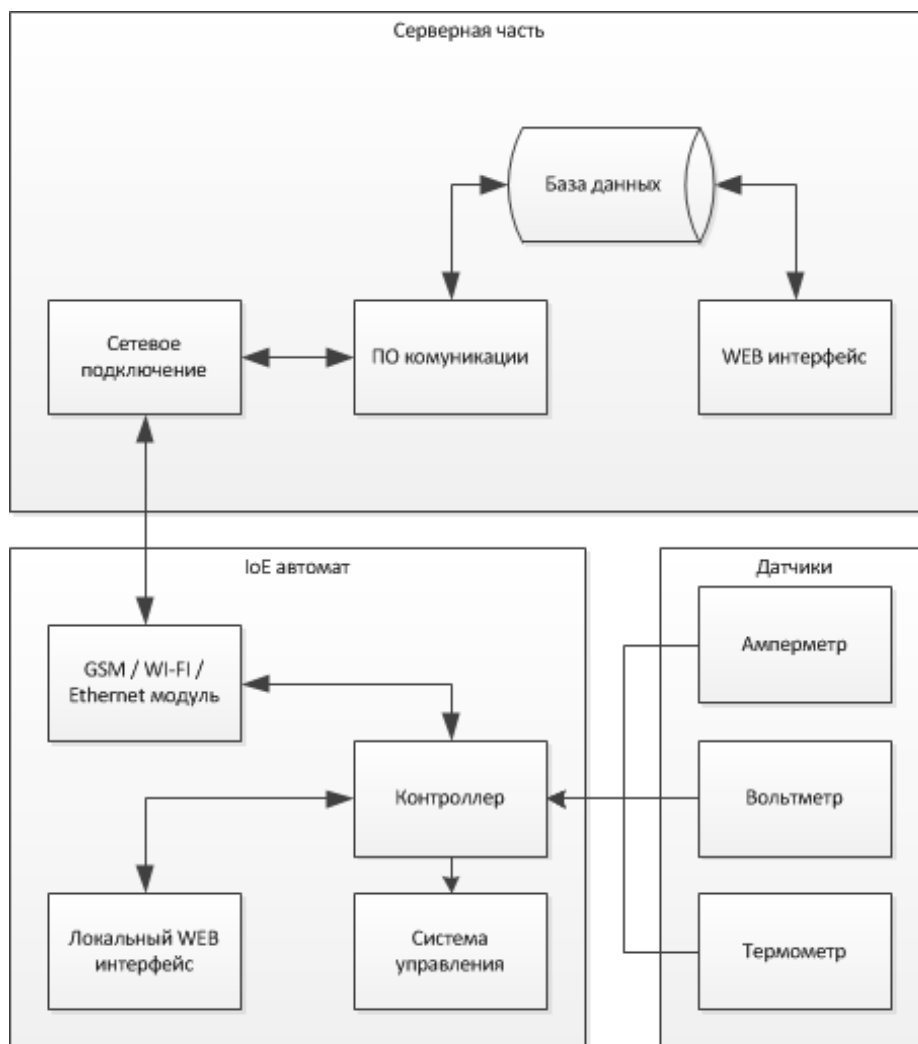 Серверная часть
База данных
Сетевое
подключение
ПО комуникации
WEB интерфейс
IoE автомат
Датчики
GSM / WI-FI /
Ethernet модуль
Амперметр
Контроллер
Вольтметр
Локальный WEB
интерфейс
Система
управления
Термометр